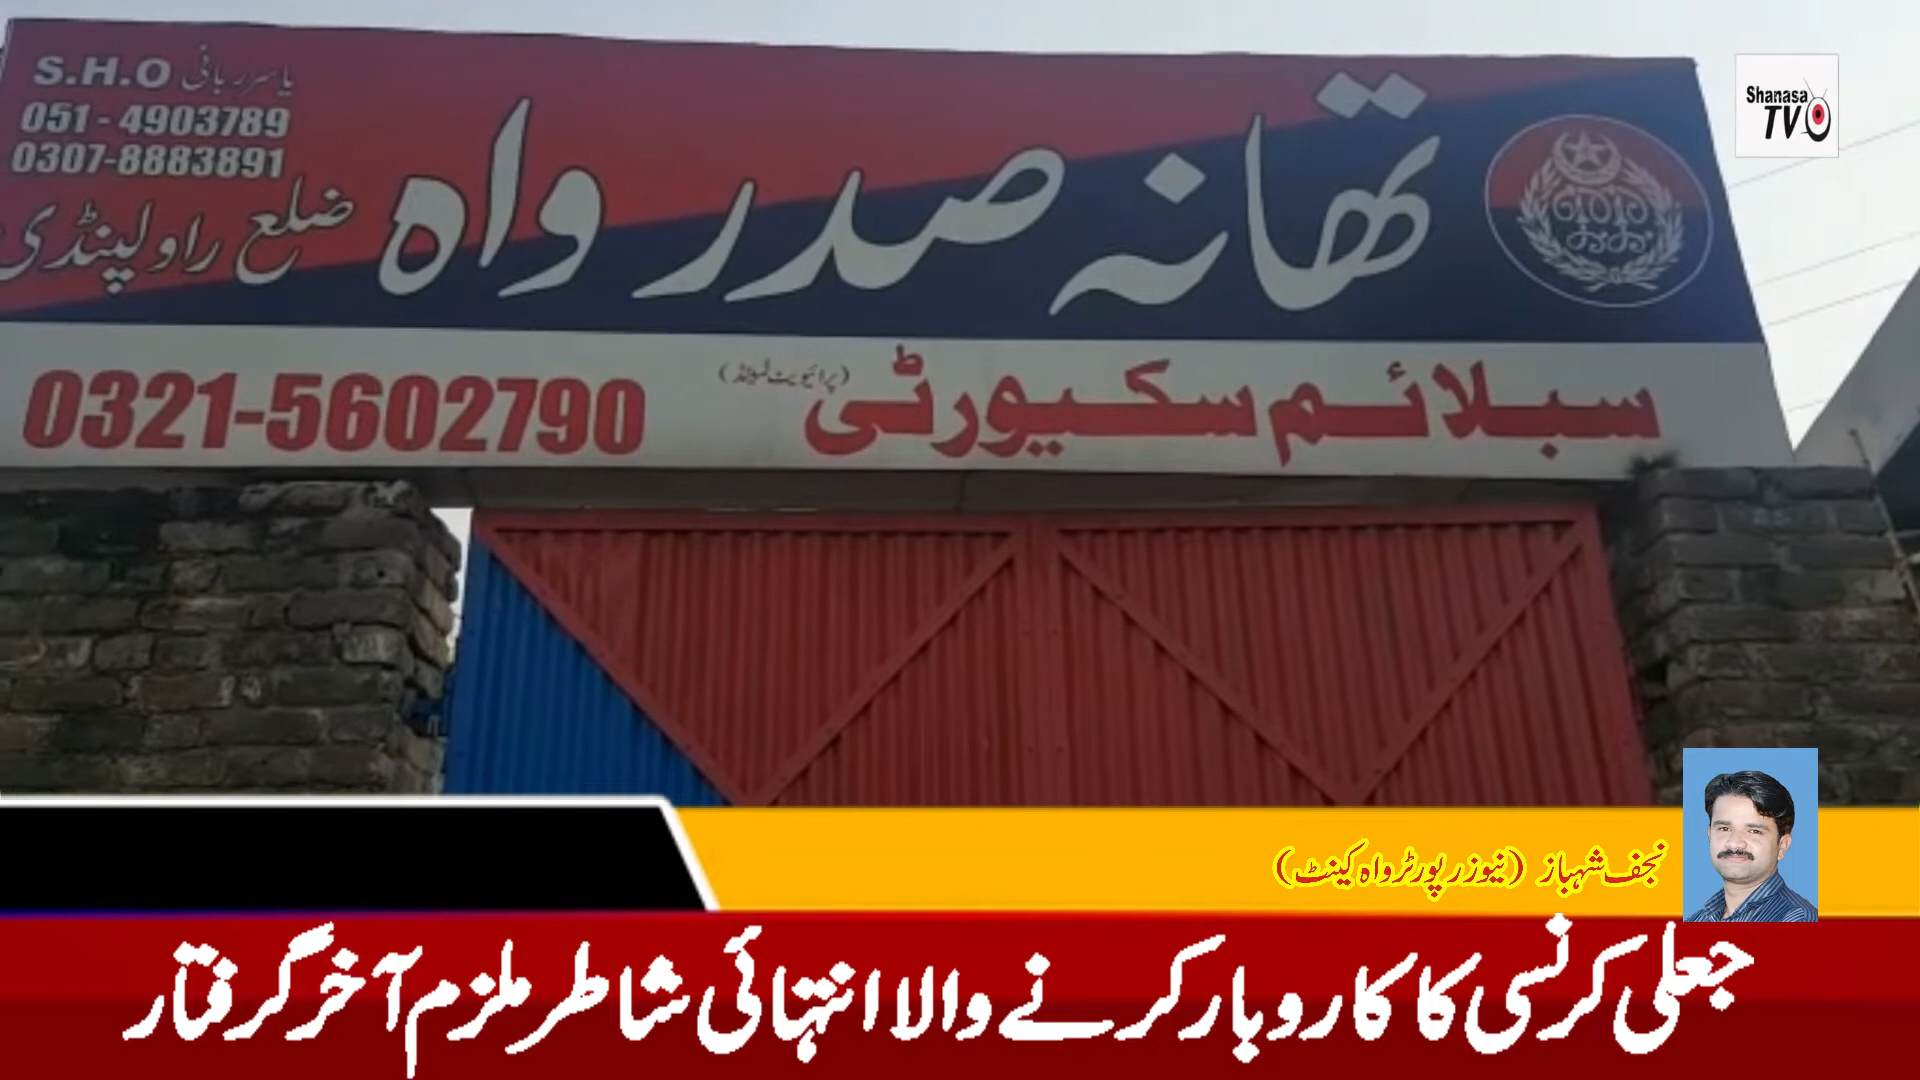 S.H.O یاسر ربانی
051 - 4903789
0307-8883891
تھانہ صدر واہ
ضلع راولپنڈی
سبلائم سکیورٹی (پرائیویٹ لمیٹڈ)
0321-5602790
Shanasa
TV
نجف شہباز (نیوز رپورٹر واہ کینٹ)
جعلی کرنسی کا کاروبار کرنے والا انتہائی شاطر ملزم آخر گرفتار